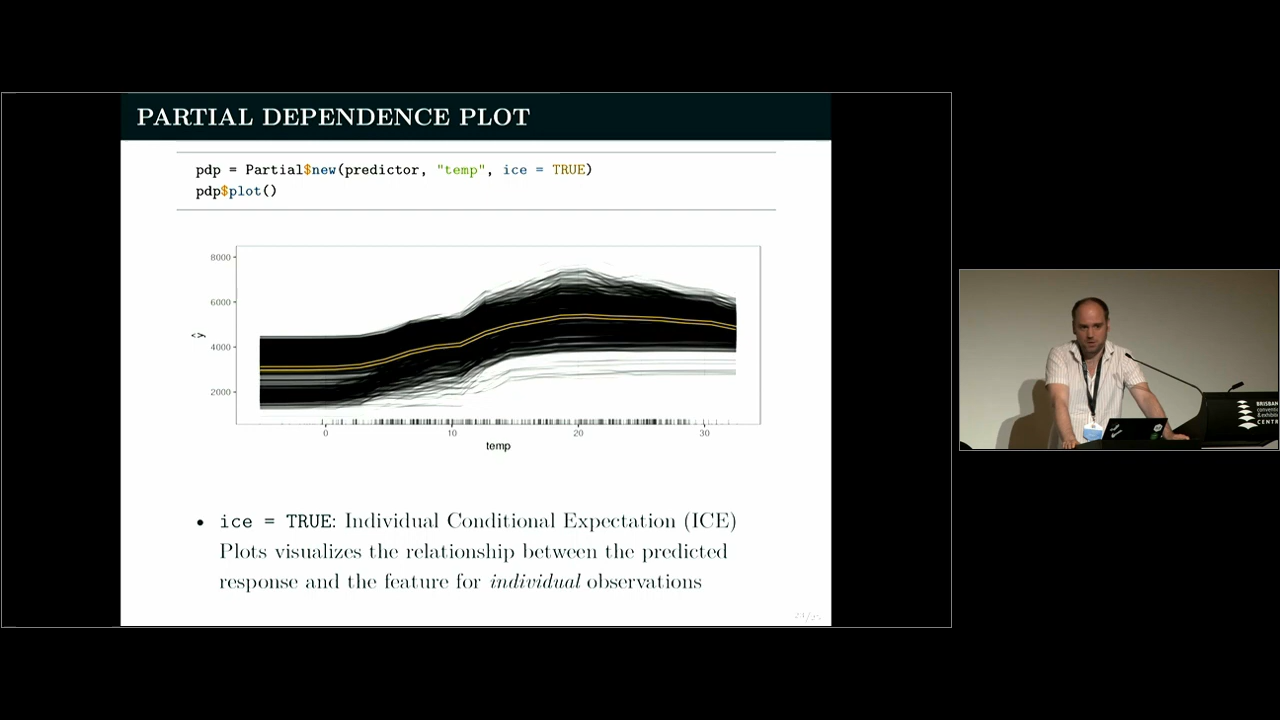 PARTIAL DEPENDENCE PLOT
pdp = Partial$new(predictor, "temp", ice = TRUE)
pdp$plot()
8000
6000
4000
2000
ŷ
0 10 20 30
temp
• ice = TRUE: Individual Conditional Expectation (ICE)
Plots visualizes the relationship between the predicted
response and the feature for individual observations
BRISBAN
CENTR